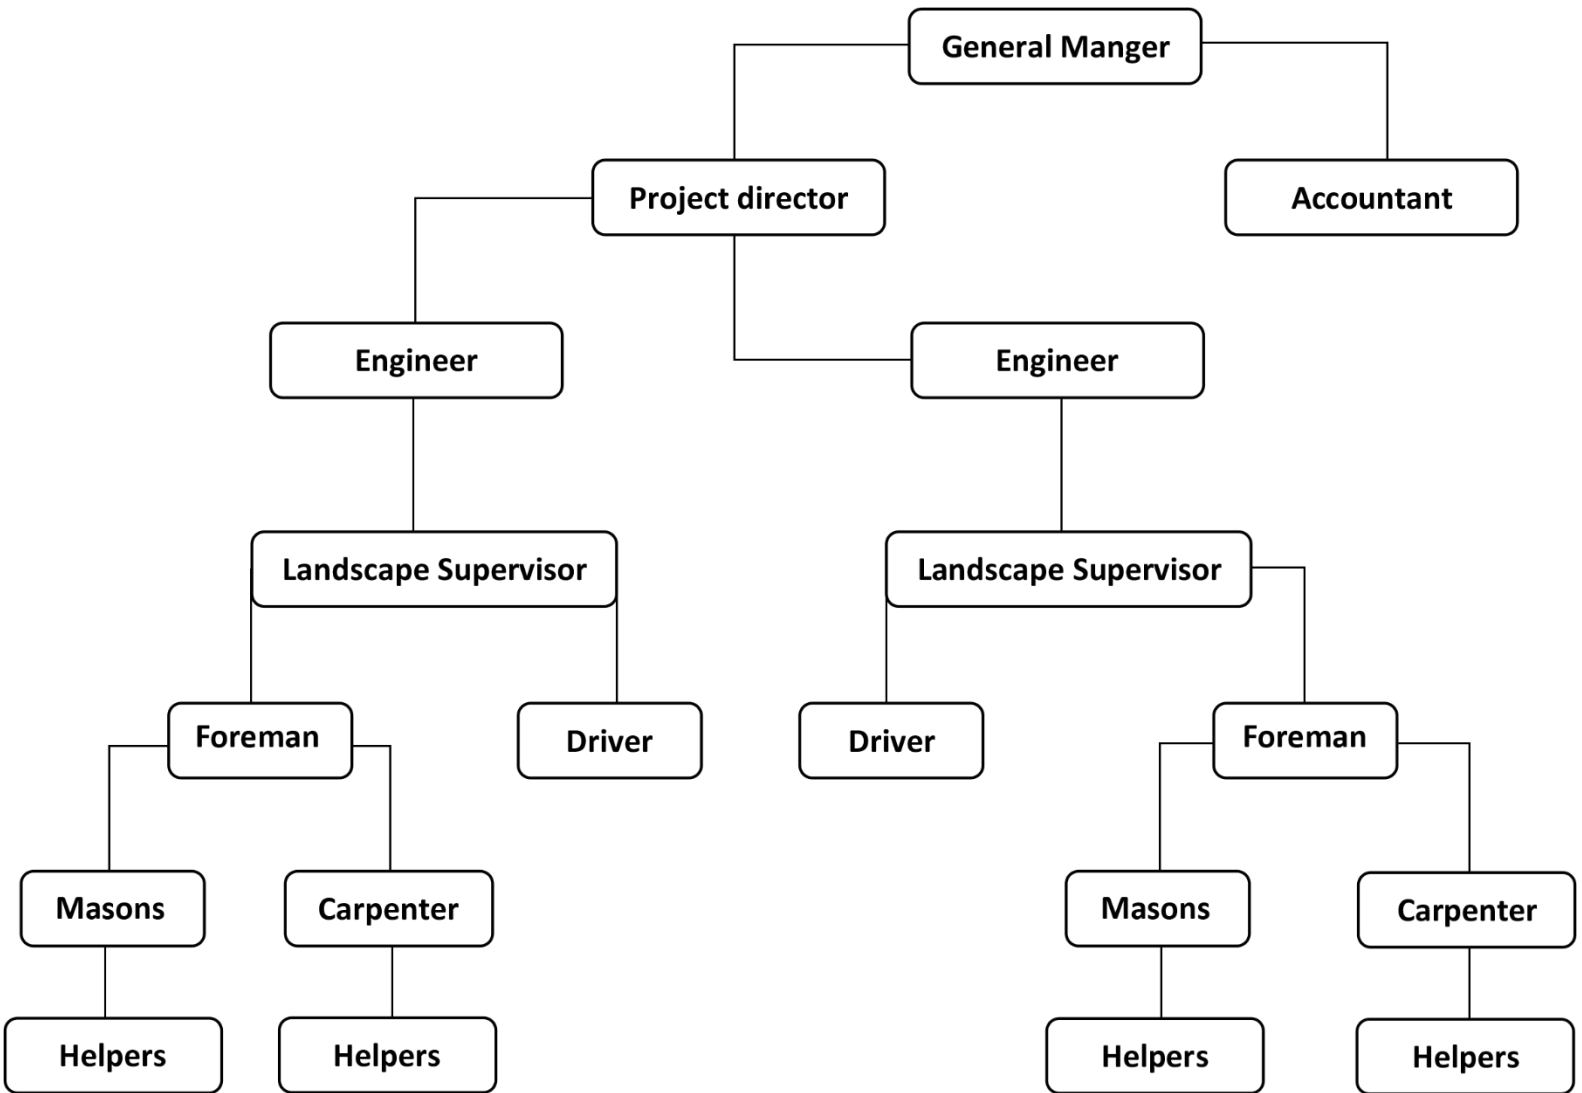 General Manger
Project director
Accountant
Engineer
Engineer
Landscape Supervisor
Landscape Supervisor
Foreman
Driver
Driver
Foreman
Masons
Carpenter
Masons
Carpenter
Helpers
Helpers
Helpers
Helpers